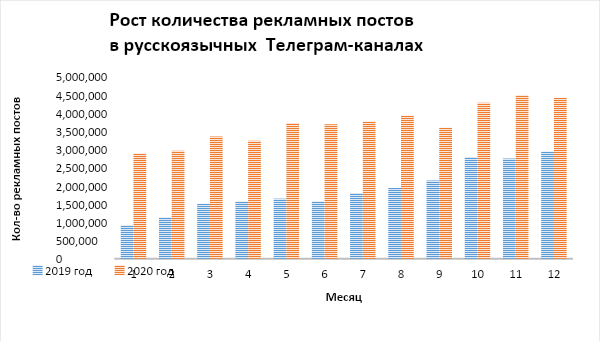 Рост количества рекламных постов
в русскоязычных Телеграм-каналах
Кол-во рекламных постов
5,000,000
4,500,000
4,000,000
3,500,000
3,000,000
2,500,000
2,000,000
1,500,000
1,000,000
500,000
0
1 2 3 4 5 6 7 8 9 10 11 12
2019 год 2020 год
Месяц